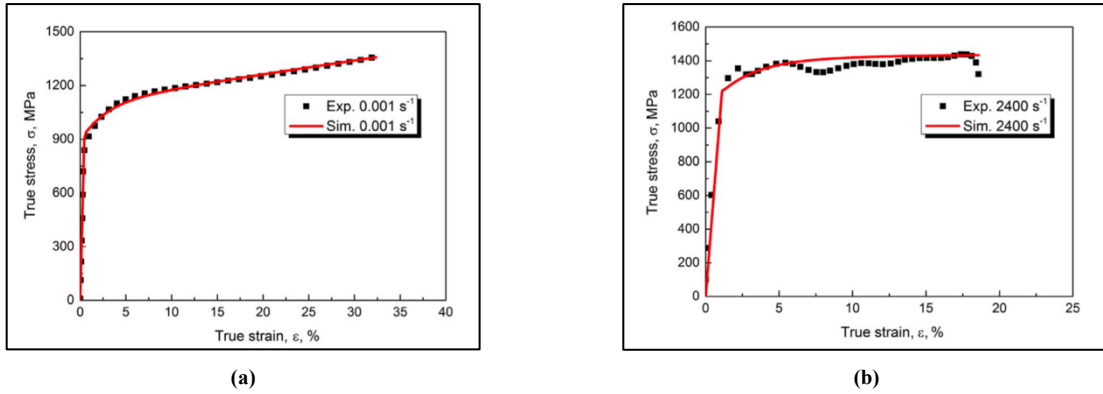 1500
1200
900
600
300
0
True stress, σ, MPa
Exp. 0.001 s⁻¹
Sim. 0.001 s⁻¹
0 5 10 15 20 25 30 35 40
True strain, ε, %
(a)
1600
1400
1200
1000
800
600
400
200
0
True stress, σ, MPa
Exp. 2400 s⁻¹
Sim. 2400 s⁻¹
0 5 10 15 20 25
True strain, ε, %
(b)